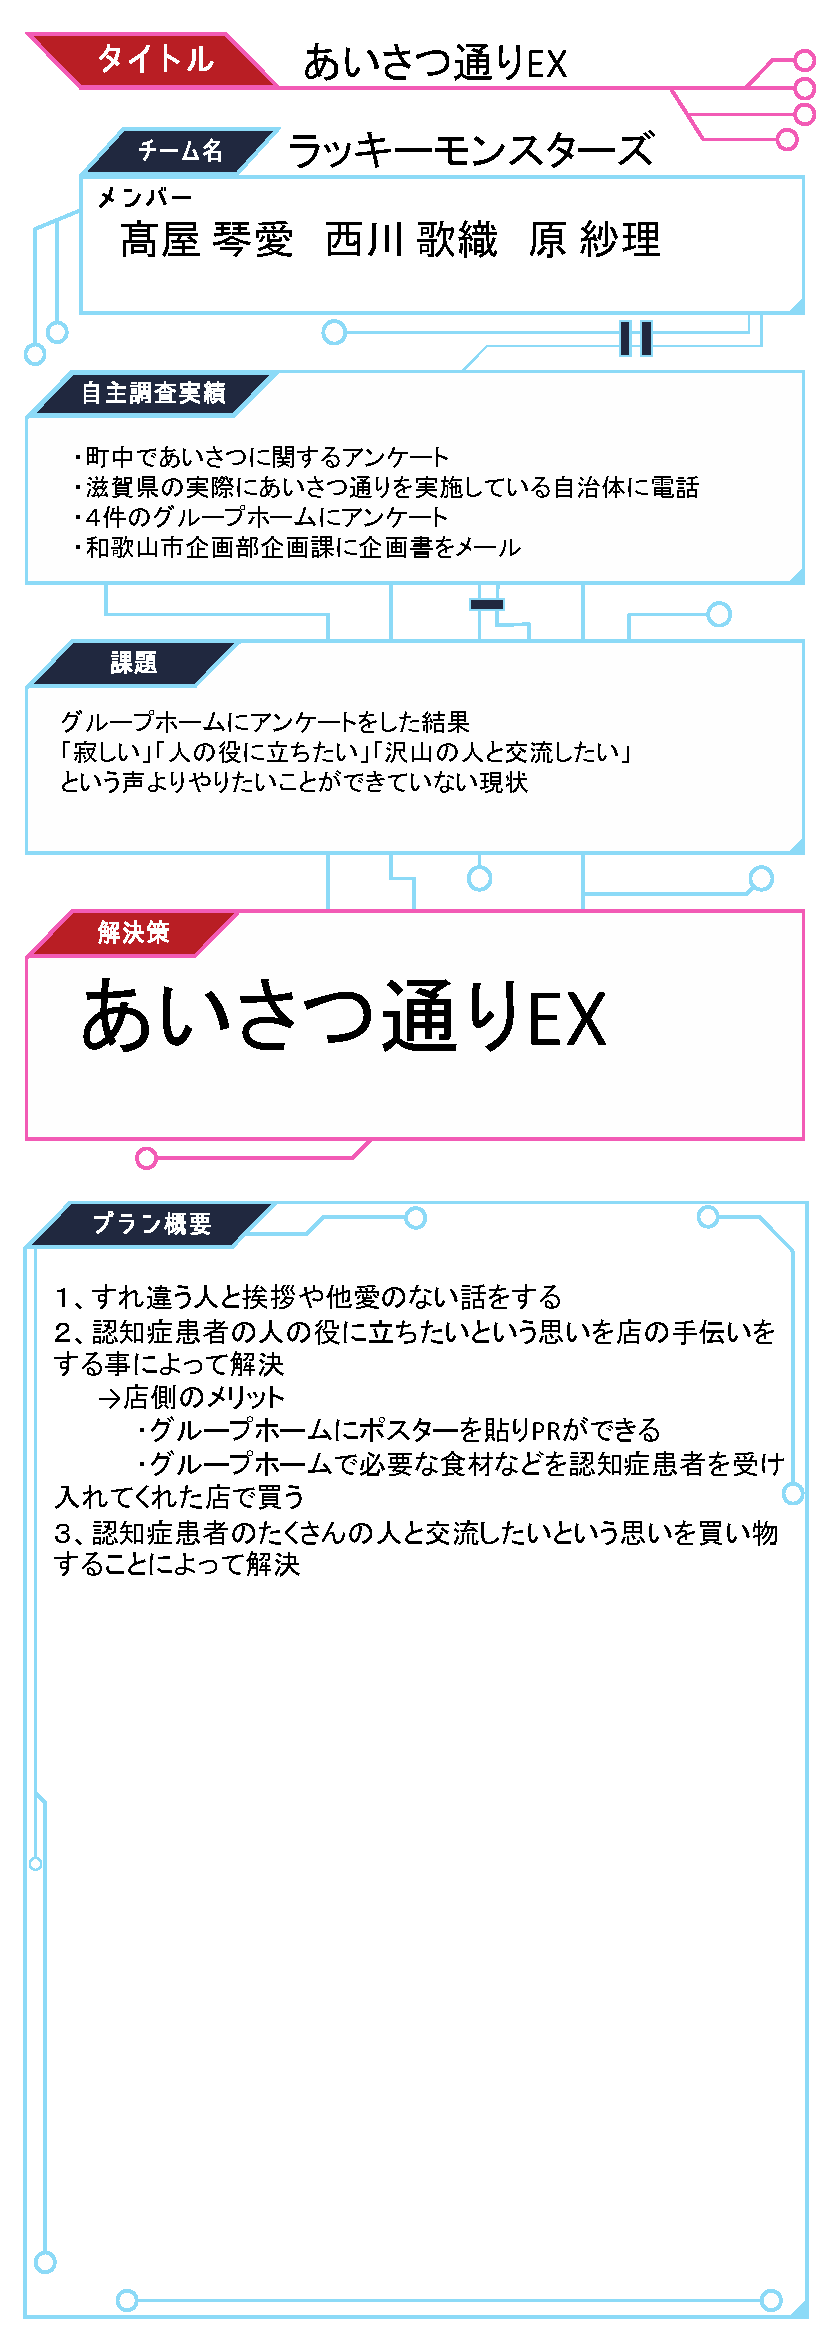 タイトル
あいさつ通りEX
チーム名
ラッキーモンスターズ
メンバー
髙屋 琴愛　西川 歌織　原 紗理
自主調査実績
・町中であいさつに関するアンケート
・滋賀県の実際にあいさつ通りを実施している自治体に電話
・４件のグループホームにアンケート
・和歌山市企画部企画課に企画書をメール
課題
グループホームにアンケートをした結果
「寂しい」「人の役に立ちたい」「沢山の人と交流したい」
という声よりやりたいことができていない現状
解決策
あいさつ通りEX
プラン概要
１、すれ違う人と挨拶や他愛のない話をする
２、認知症患者の人の役に立ちたいという思いを店の手伝いを
する事によって解決
→店側のメリット
・グループホームにポスターを貼りPRができる
・グループホームで必要な食材などを認知症患者を受け
入れてくれた店で買う
３、認知症患者のたくさんの人と交流したいという思いを買い物
することによって解決